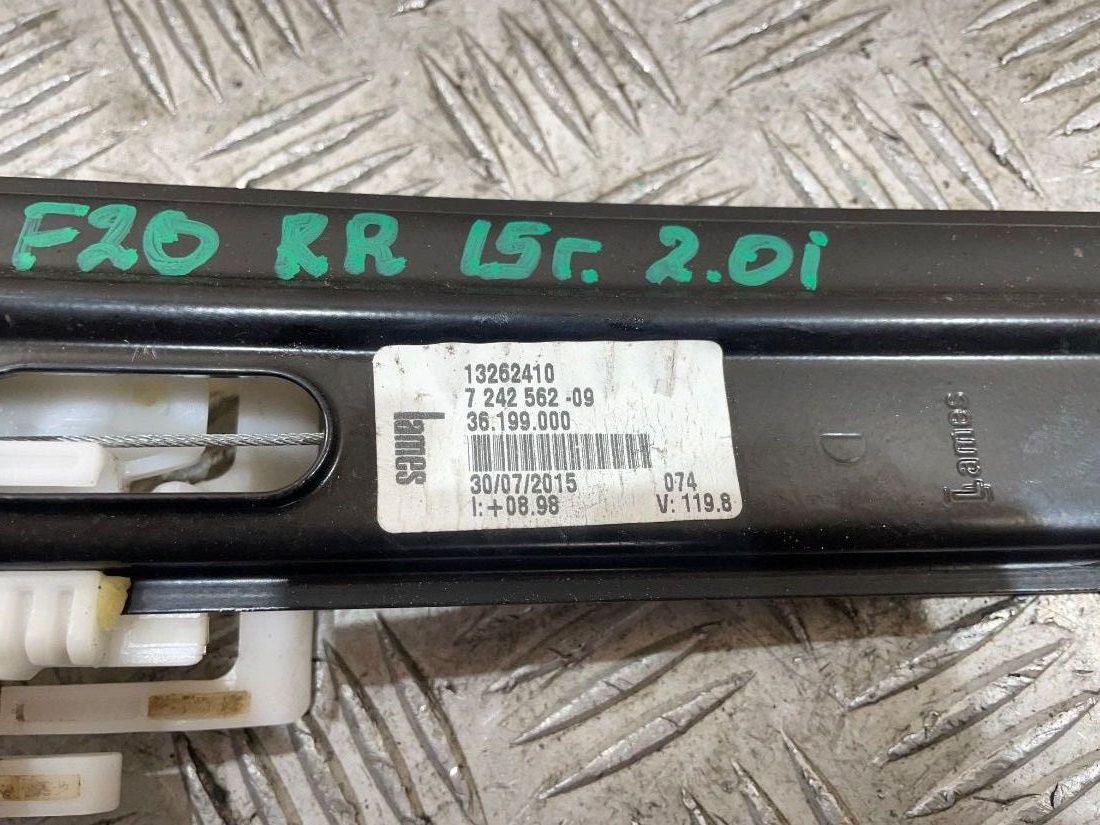 F20 RR 15г. 2.0i
13262410
7 242 562 -09
36.199.000
Lames
30/07/2015 074
I:+08.98 V: 119.8
D
Lames